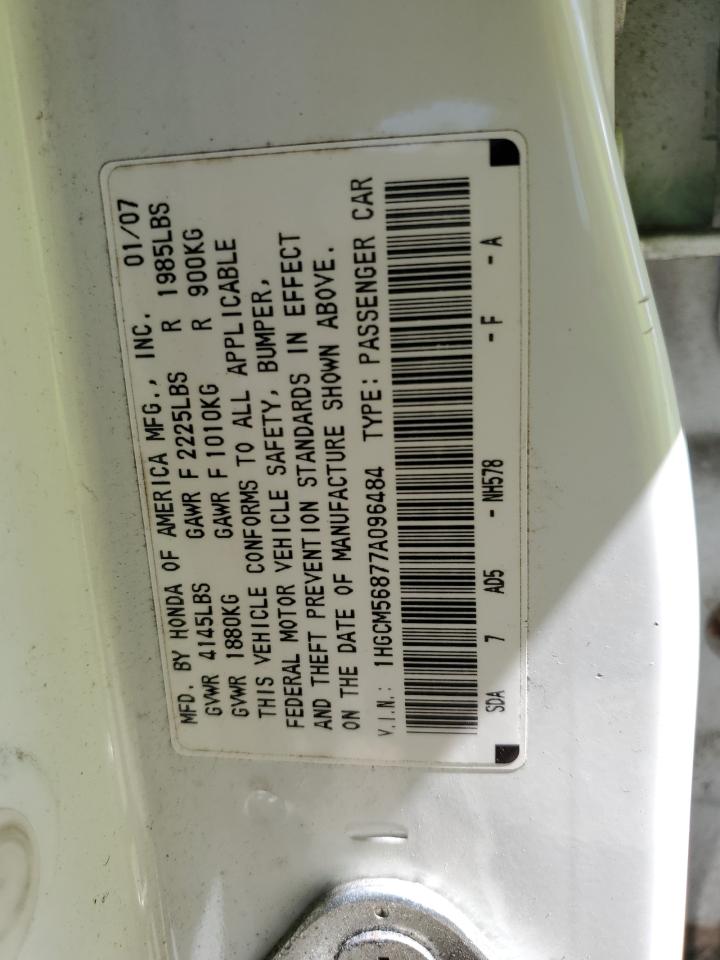 MFD. BY HONDA OF AMERICA MFG., INC. 01/07
GVWR 4145LBS GAWR F 2225LBS R 1985LBS
GVWR 1880KG GAWR F 1010KG R 900KG
THIS VEHICLE CONFORMS TO ALL APPLICABLE
FEDERAL MOTOR VEHICLE SAFETY, BUMPER,
AND THEFT PREVENTION STANDARDS IN EFFECT
ON THE DATE OF MANUFACTURE SHOWN ABOVE.
V.I.N.: 1HGCM56877A096484 TYPE: PASSENGER CAR
SDA 7 AD5 - NH578 - F - A